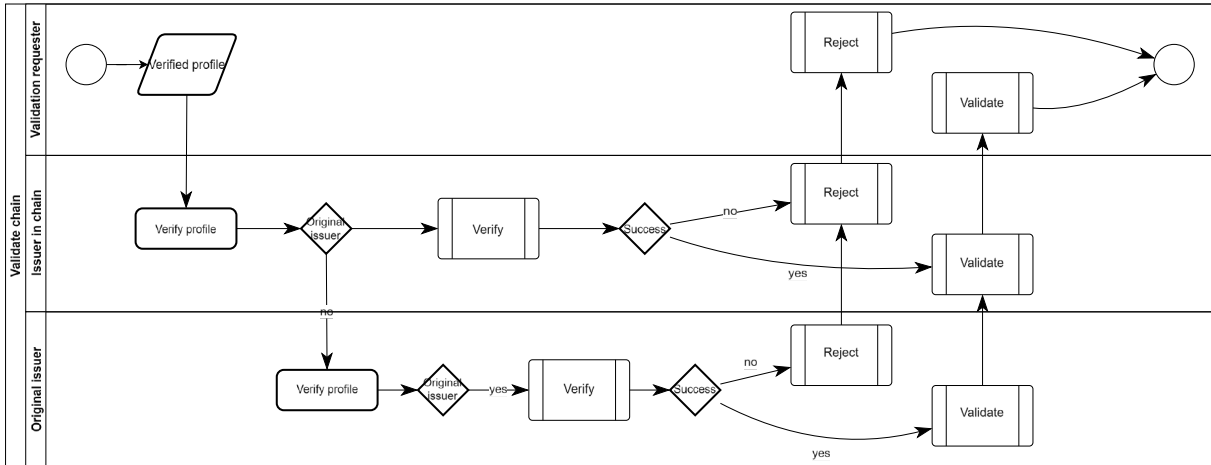 Validate chain
Validation requester
Verified profile
Reject
Validate
Issuer in chain
Verify profile
Original
issuer
Verify
Success
no
yes
Reject
Validate
no
Original issuer
Verify profile
Original
issuer
yes
Verify
Success
no
yes
Reject
Validate